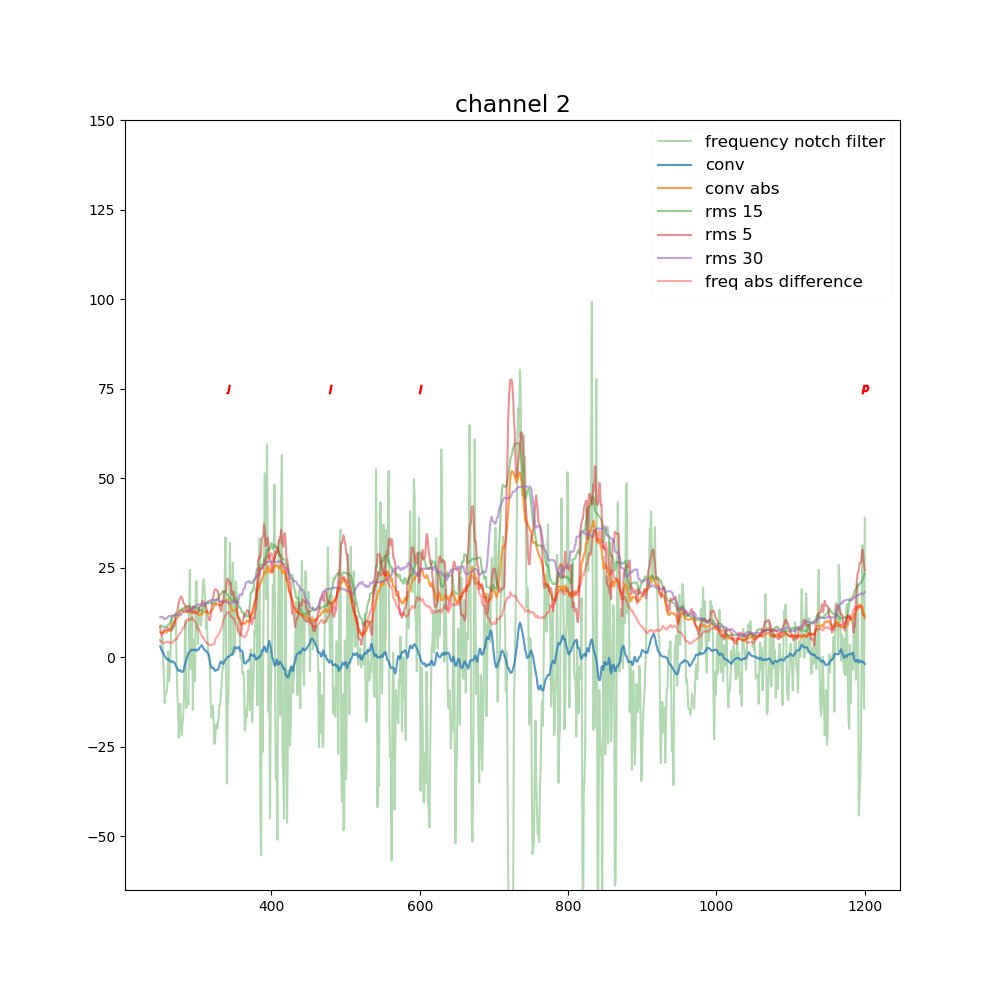 channel 2
150
125
100
75
50
25
0
−25
−50
frequency notch filter
conv
conv abs
rms 15
rms 5
rms 30
freq abs difference
J
I
I
p
400
600
800
1000
1200